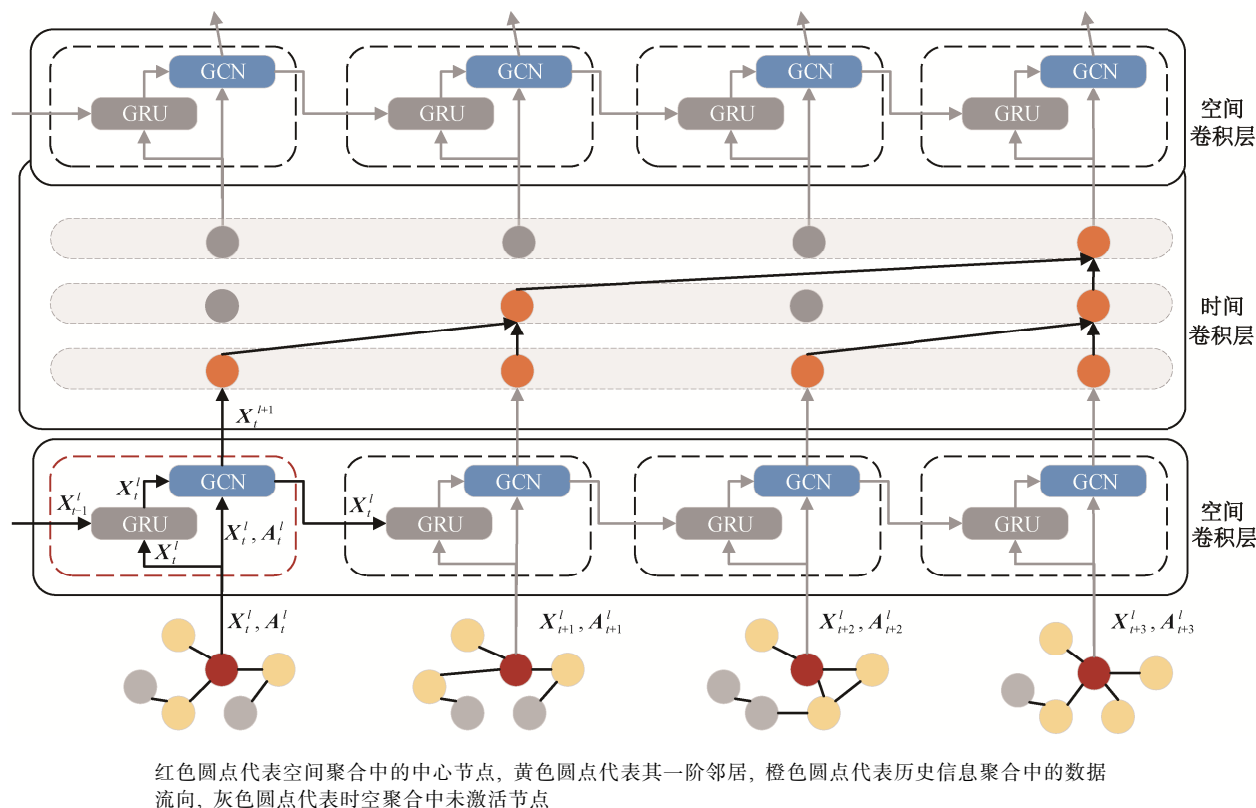 GCN GCN GCN GCN
GRU GRU GRU GRU
空间
卷积层
时间
卷积层
X_t^{l+1}
GCN GCN GCN GCN
X_{t-1}^l X_t^l X_t^l
GRU GRU GRU GRU
X_t^l X_t^l, A_t^l
空间
卷积层
X_t^l, A_t^l X_{t+1}^l, A_{t+1}^l X_{t+2}^l, A_{t+2}^l X_{t+3}^l, A_{t+3}^l
红色圆点代表空间聚合中的中心节点, 黄色圆点代表其一阶邻居, 橙色圆点代表历史信息聚合中的数据
流向, 灰色圆点代表时空聚合中未激活节点